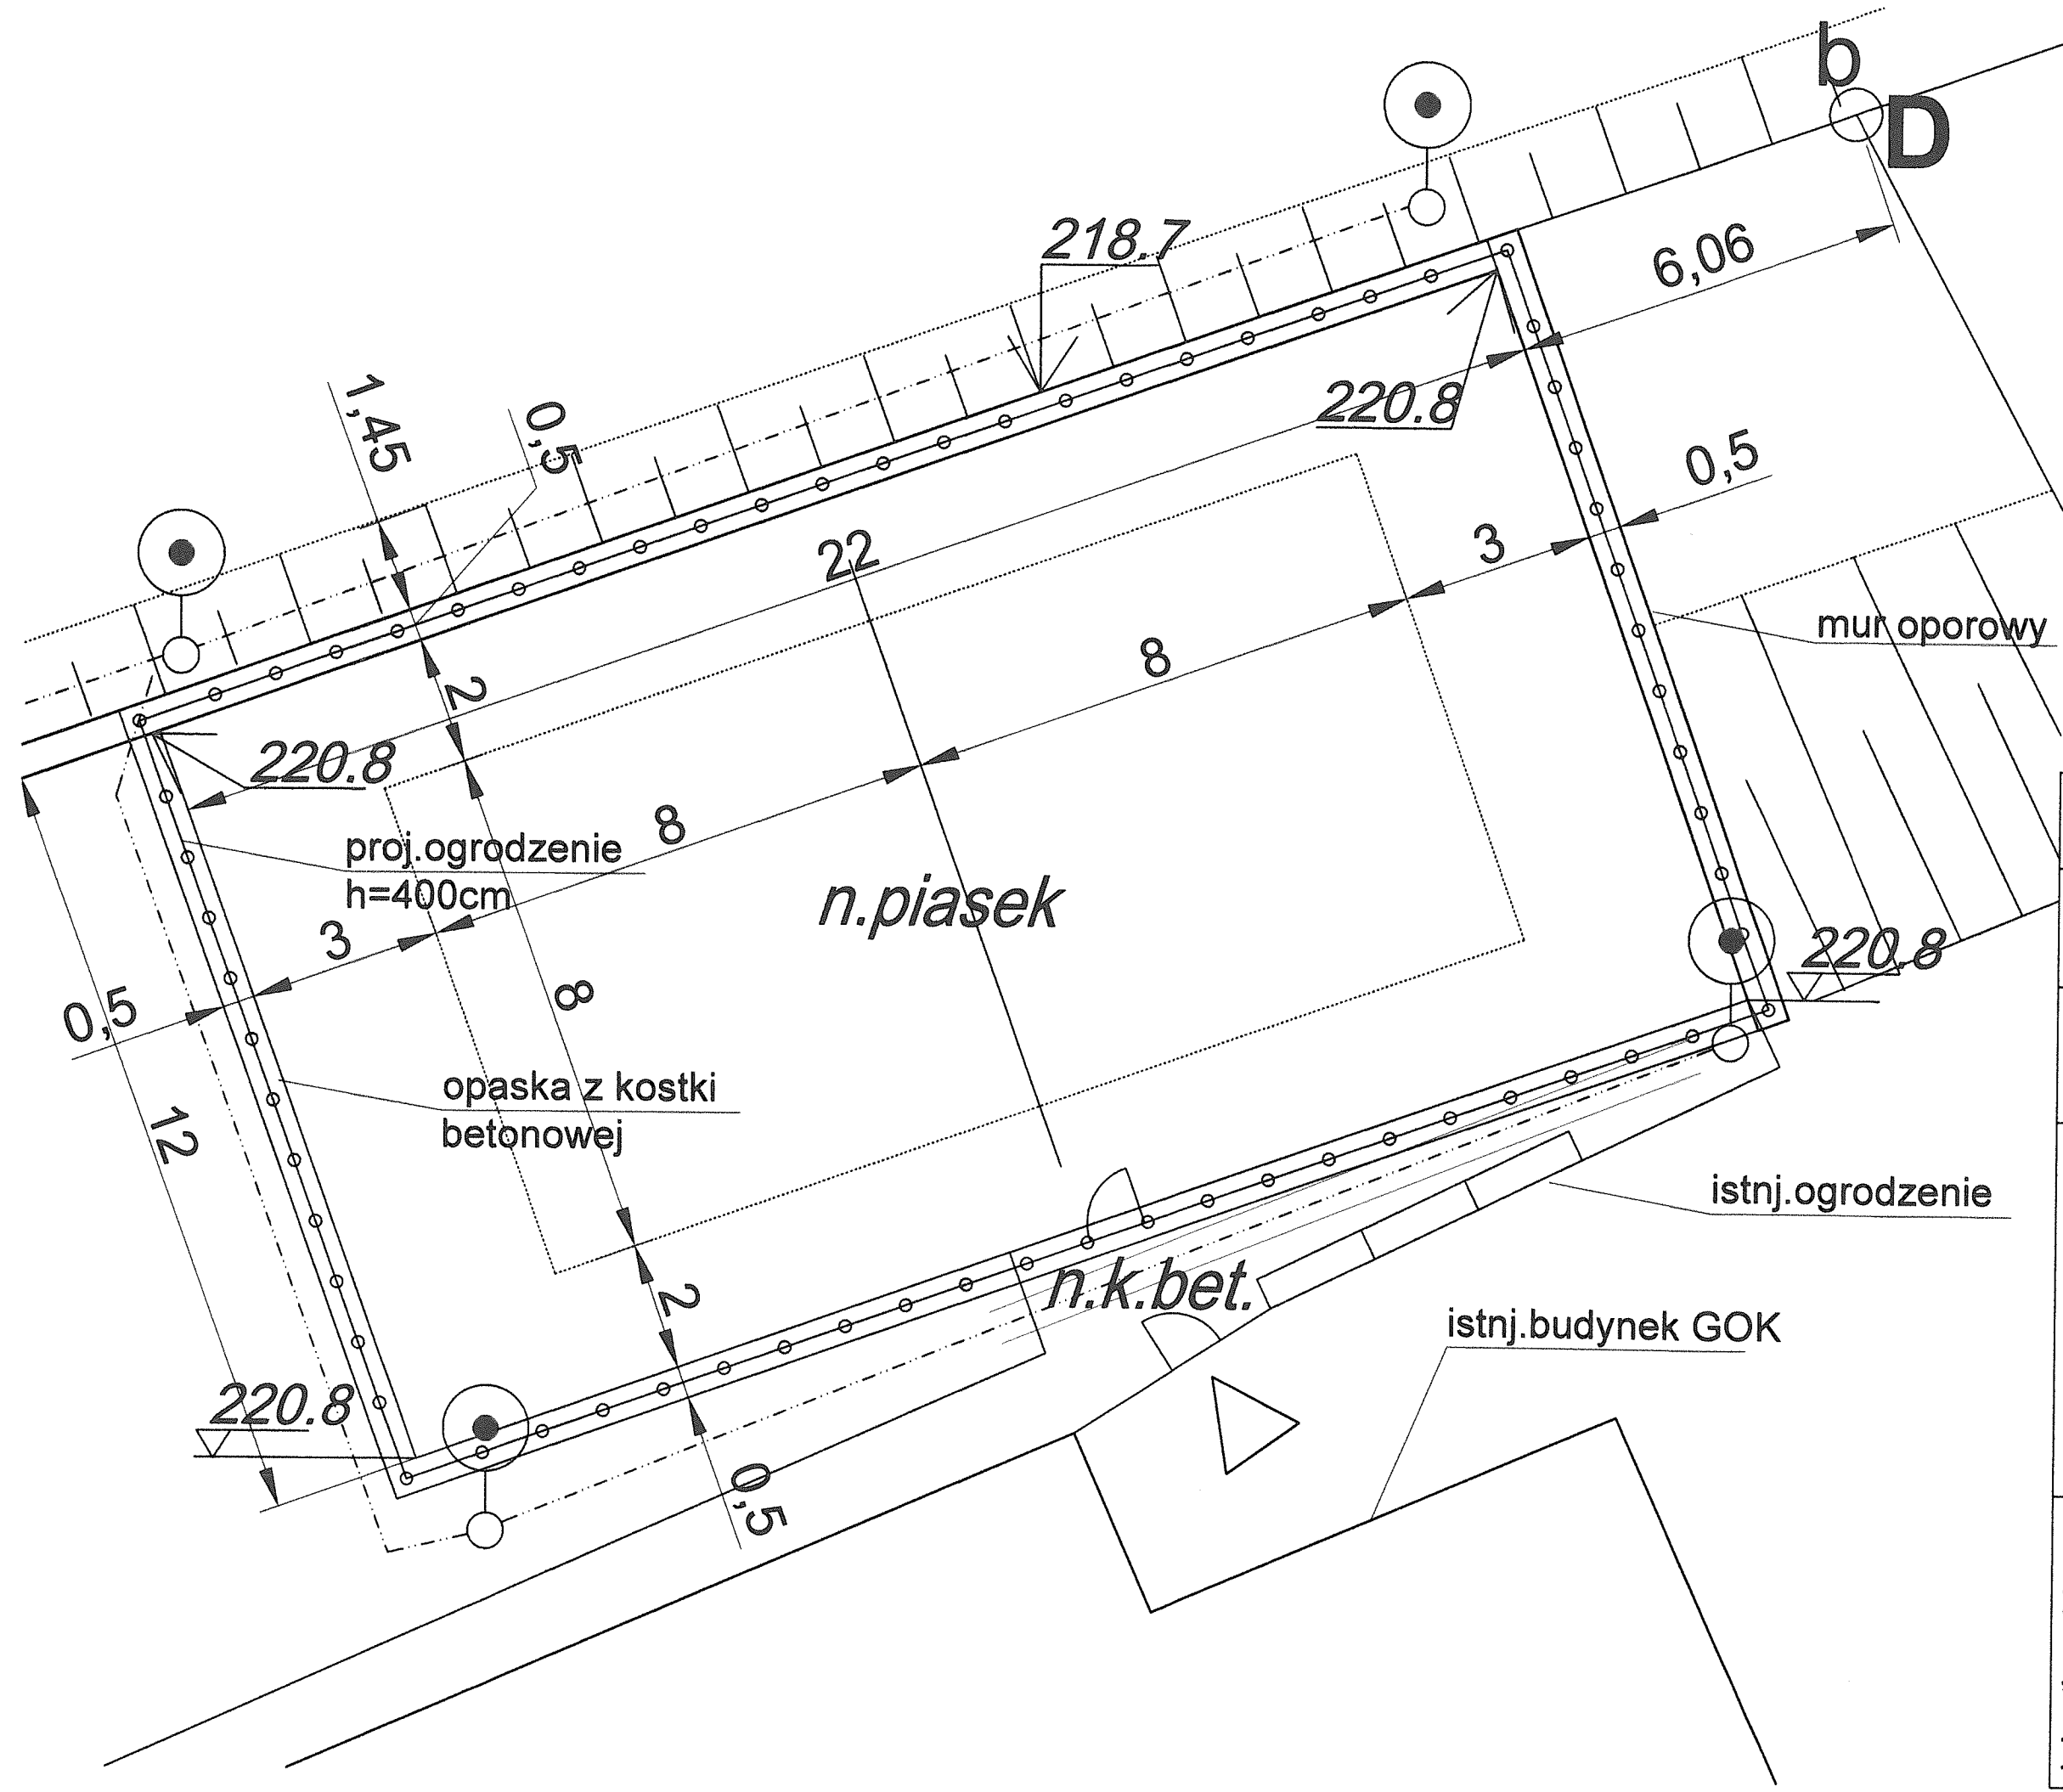 b
D
218.7
6,06
1,45
0,5
220.8
0,5
22
3
mur oporowy
2
8
220.8
proj.ogrodzenie
h=400cm
8
n.piasek
3
220.8
8
0,5
opaska z kostki
betonowej
12
istnj.ogrodzenie
n.k.bet.
2
istnj.budynek GOK
220.8
0,5